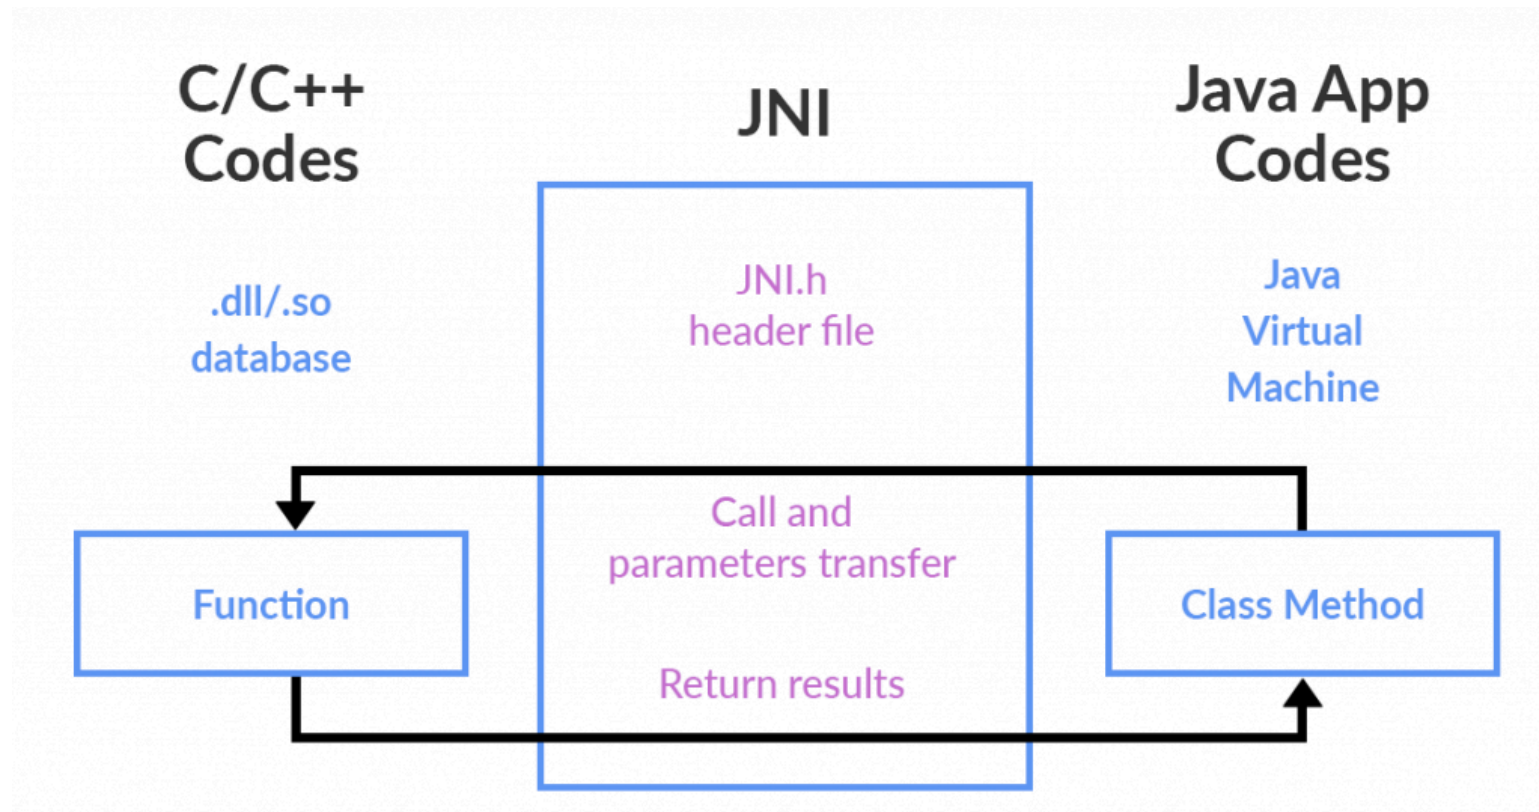 C/C++
Codes
JNI
Java App
Codes
.dll/.so
database
JNI.h
header file
Java
Virtual
Machine
Call and
parameters transfer
Function
Class Method
Return results